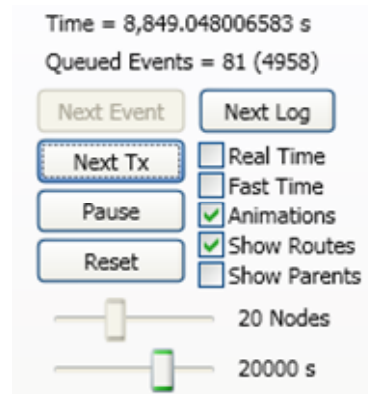 Time = 8,849.048006583 s
Queued Events = 81 (4958)
Next Event Next Log
Next Tx Real Time
Fast Time
Pause Animations
Show Routes
Reset
Show Parents
20 Nodes
20000 s